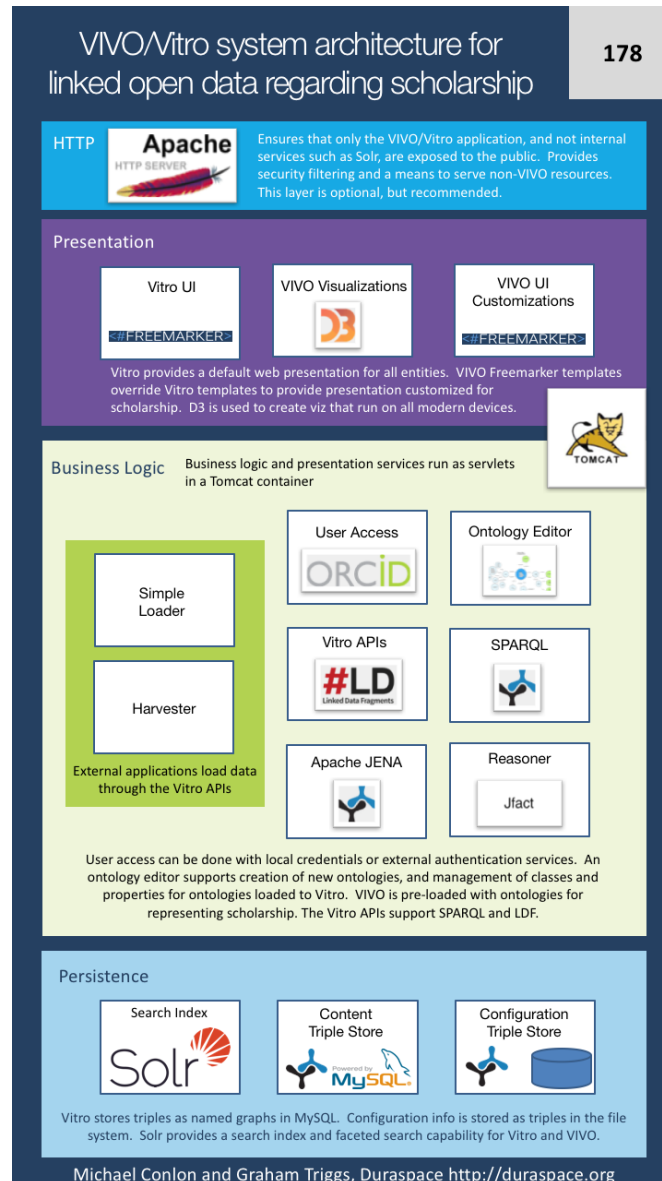 VIVO/Vitro system architecture for
linked open data regarding scholarship
178
HTTP
Apache
HTTP SERVER
Ensures that only the VIVO/Vitro application, and not internal
services such as Solr, are exposed to the public. Provides
security filtering and a means to serve non-VIVO resources.
This layer is optional, but recommended.
Presentation
Vitro UI
<#FREEMARKER>
VIVO Visualizations
D3
VIVO UI
Customizations
<#FREEMARKER>
Vitro provides a default web presentation for all entities. VIVO Freemarker templates
override Vitro templates to provide presentation customized for
scholarship. D3 is used to create viz that run on all modern devices.
TOMCAT
Business Logic
Business logic and presentation services run as servlets
in a Tomcat container
Simple
Loader
Harvester
External applications load data
through the Vitro APIs
User Access
ORCID
Ontology Editor
Vitro APIs
#LD
Linked Data Fragments
SPARQL
Apache JENA
Reasoner
Jfact
User access can be done with local credentials or external authentication services. An
ontology editor supports creation of new ontologies, and management of classes and
properties for ontologies loaded to Vitro. VIVO is pre-loaded with ontologies for
representing scholarship. The Vitro APIs support SPARQL and LDF.
Persistence
Search Index
Solr
Content
Triple Store
Powered by
MySQL®
Configuration
Triple Store
Vitro stores triples as named graphs in MySQL. Configuration info is stored as triples in the file
system. Solr provides a search index and faceted search capability for Vitro and VIVO.
Michael Conlon and Graham Triggs, Duraspace http://duraspace.org